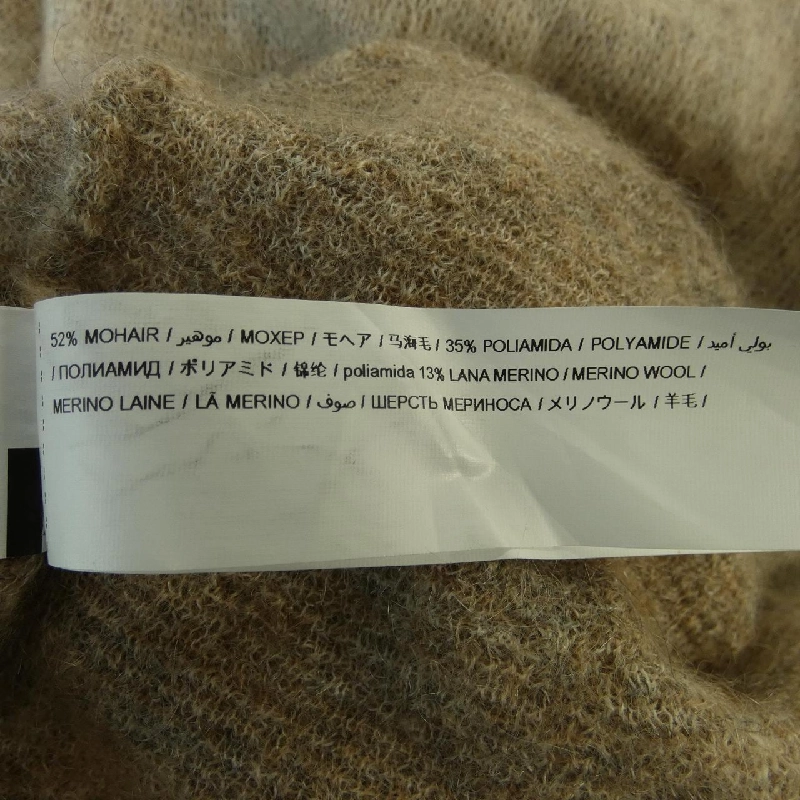 52% MOHAIR / موهير / МОХЕР / モヘア / 马海毛 / 35% POLIAMIDA / POLYAMIDE / بولي أميد
/ ПОЛИАМИД / ポリアミド / 锦纶 / poliamida 13% LANA MERINO / MERINO WOOL /
MERINO LAINE / LÃ MERINO / صوف / ШЕРСТЬ МЕРИНОСА / メリノウール / 羊毛 /